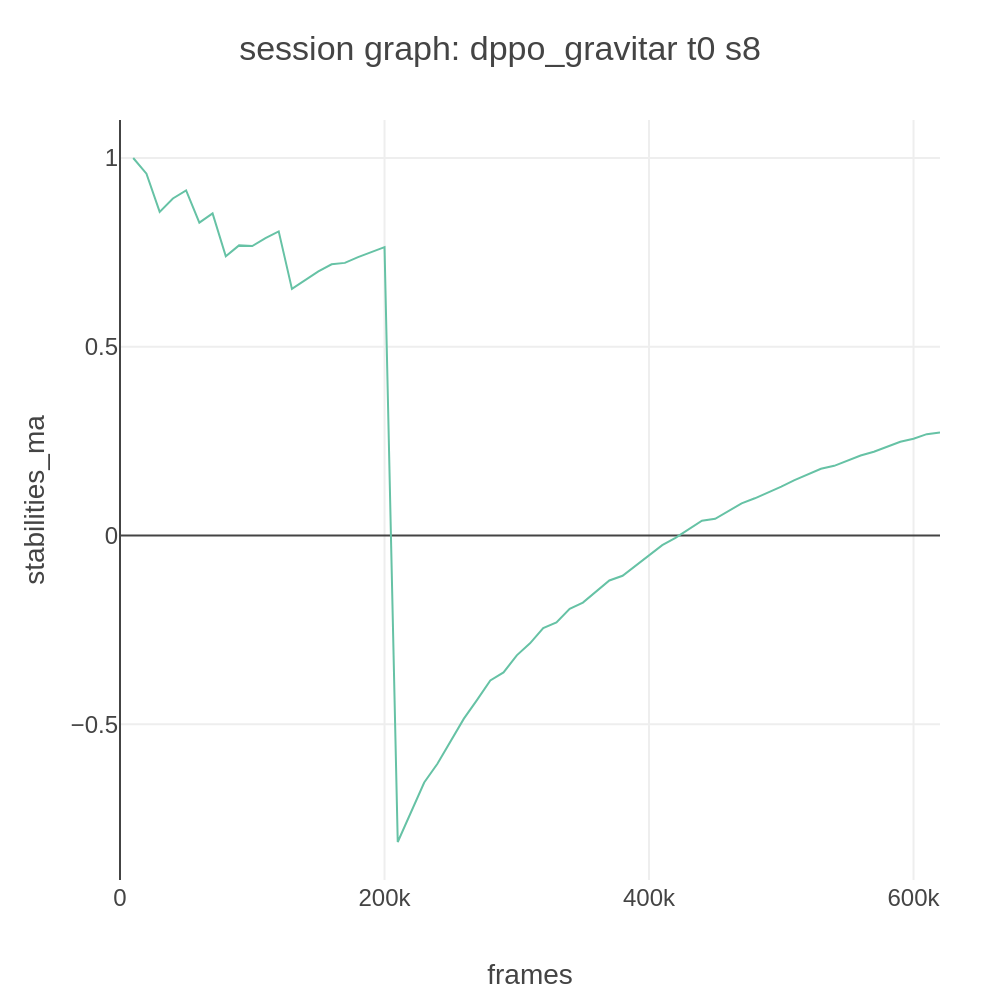 session graph: dppo_gravitar t0 s8
1
0.5
0
−0.5
stabilities_ma
0
200k
400k
600k
frames